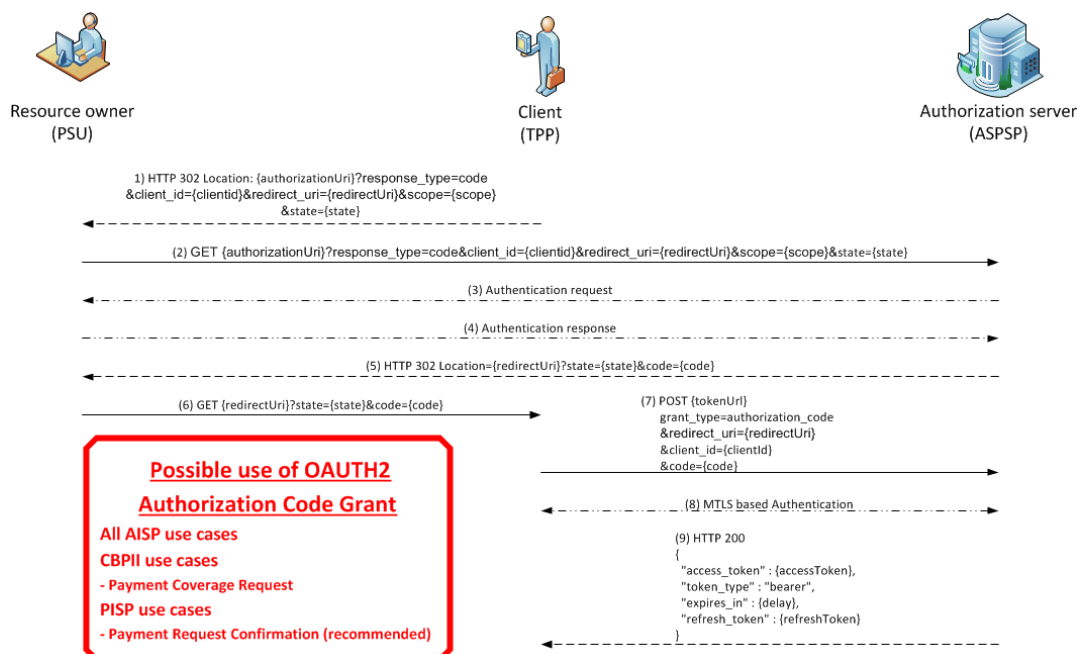 Resource owner
(PSU)
Client
(TPP)
Authorization server
(ASPSP)
1) HTTP 302 Location: {authorizationUri}?response_type=code
&client_id={clientid}&redirect_uri={redirectUri}&scope={scope}
&state={state}
(2) GET {authorizationUri}?response_type=code&client_id={clientid}&redirect_uri={redirectUri}&scope={scope}&state={state}
(3) Authentication request
(4) Authentication response
(5) HTTP 302 Location={redirectUri}?state={state}&code={code}
(6) GET {redirectUri}?state={state}&code={code}
(7) POST {tokenUrl}
grant_type=authorization_code
&redirect_uri={redirectUri}
&client_id={clientId}
&code={code}
(8) MTLS based Authentication
(9) HTTP 200
{
"access_token" : {accessToken},
"token_type" : "bearer",
"expires_in" : {delay},
"refresh_token" : {refreshToken}
}
Possible use of OAUTH2
Authorization Code Grant
All AISP use cases
CBPII use cases
- Payment Coverage Request
PISP use cases
- Payment Request Confirmation (recommended)